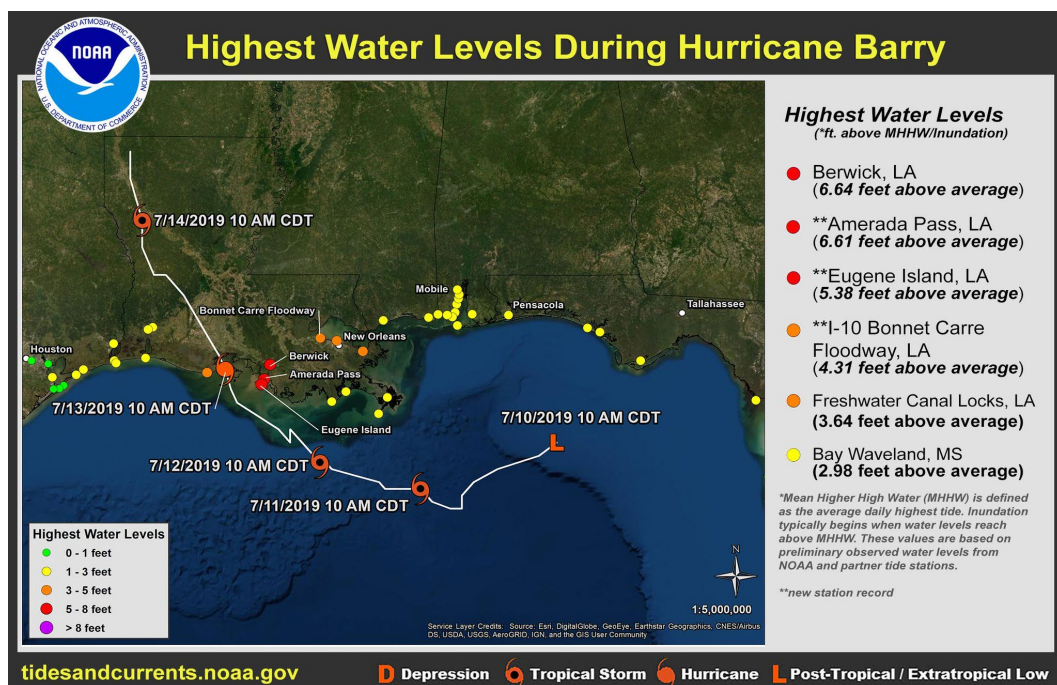 NATIONAL OCEANIC AND ATMOSPHERIC ADMINISTRATION
U.S. DEPARTMENT OF COMMERCE
NOAA
Highest Water Levels During Hurricane Barry
7/14/2019 10 AM CDT
Mobile
Pensacola
Tallahassee
Bonnet Carre Floodway
New Orleans
Houston
Berwick
Amerada Pass
7/13/2019 10 AM CDT
Eugene Island
7/10/2019 10 AM CDT
L
7/12/2019 10 AM CDT
7/11/2019 10 AM CDT
Highest Water Levels
0 - 1 feet
1 - 3 feet
3 - 5 feet
5 - 8 feet
> 8 feet
N
1:5,000,000
Service Layer Credits: Source: Esri, DigitalGlobe, GeoEye, Earthstar Geographics, CNES/Airbus
DS, USDA, USGS, AeroGRID, IGN, and the GIS User Community
Highest Water Levels
(*ft. above MHHW/Inundation)
Berwick, LA
(6.64 feet above average)
**Amerada Pass, LA
(6.61 feet above average)
**Eugene Island, LA
(5.38 feet above average)
**I-10 Bonnet Carre
Floodway, LA
(4.31 feet above average)
Freshwater Canal Locks, LA
(3.64 feet above average)
Bay Waveland, MS
(2.98 feet above average)
*Mean Higher High Water (MHHW) is defined
as the average daily highest tide. Inundation
typically begins when water levels reach
above MHHW. These values are based on
preliminary observed water levels from
NOAA and partner tide stations.
**new station record
tidesandcurrents.noaa.gov
D Depression
Tropical Storm
Hurricane
L Post-Tropical / Extratropical Low